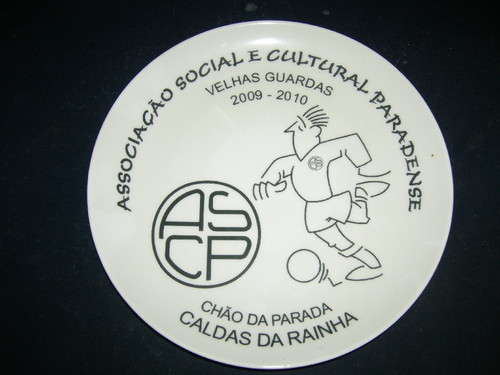 ASSOCIAÇÃO SOCIAL E CULTURAL PARADENSE
VELHAS GUARDAS
2009 - 2010
AS
CP
CHÃO DA PARADA
CALDAS DA RAINHA